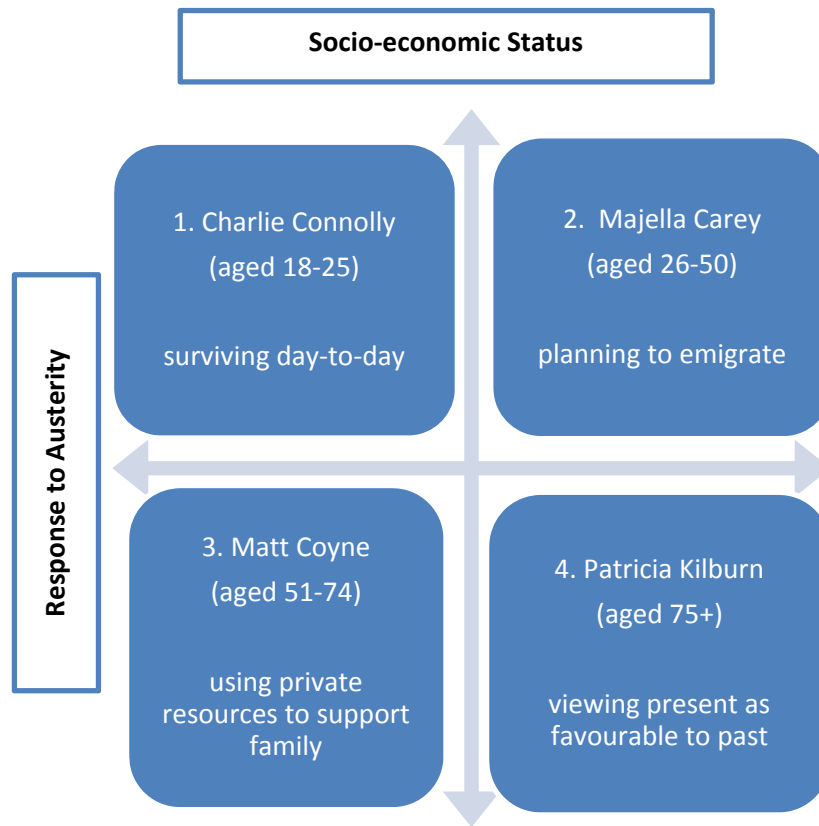 Socio-economic Status
1. Charlie Connolly
(aged 18-25)
surviving day-to-day
2. Majella Carey
(aged 26-50)
planning to emigrate
Response to Austerity
3. Matt Coyne
(aged 51-74)
using private
resources to support
family
4. Patricia Kilburn
(aged 75+)
viewing present as
favourable to past